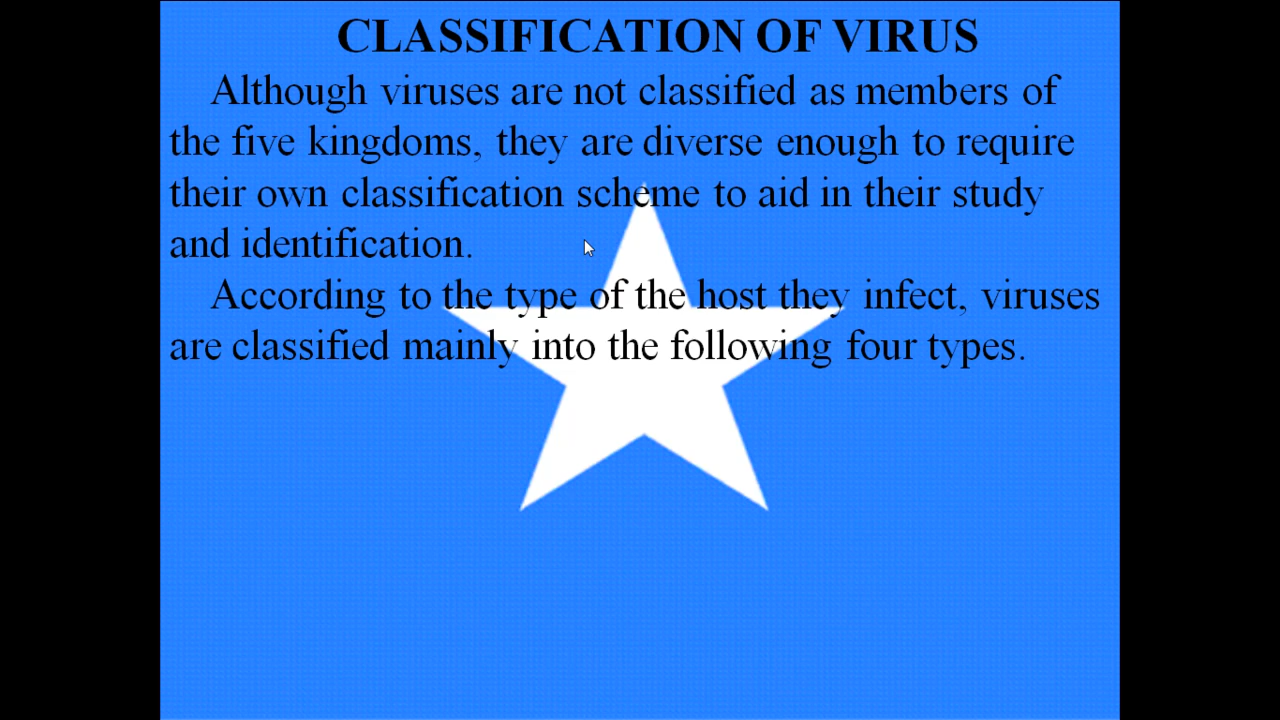 CLASSIFICATION OF VIRUS
Although viruses are not classified as members of
the five kingdoms, they are diverse enough to require
their own classification scheme to aid in their study
and identification.
According to the type of the host they infect, viruses
are classified mainly into the following four types.